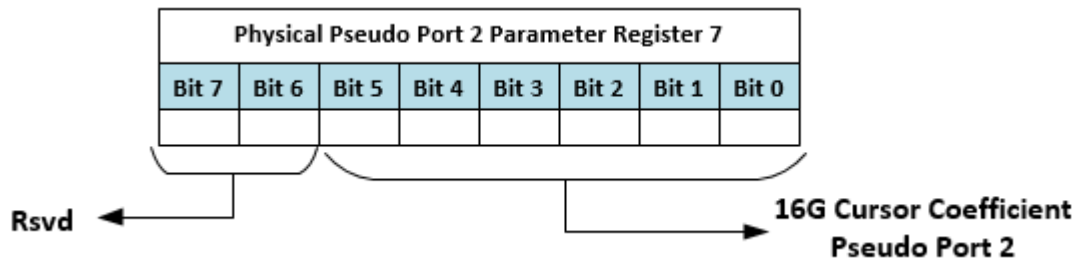 Physical Pseudo Port 2 Parameter Register 7
Bit 7 Bit 6 Bit 5 Bit 4 Bit 3 Bit 2 Bit 1 Bit 0
Rsvd
16G Cursor Coefficient
Pseudo Port 2